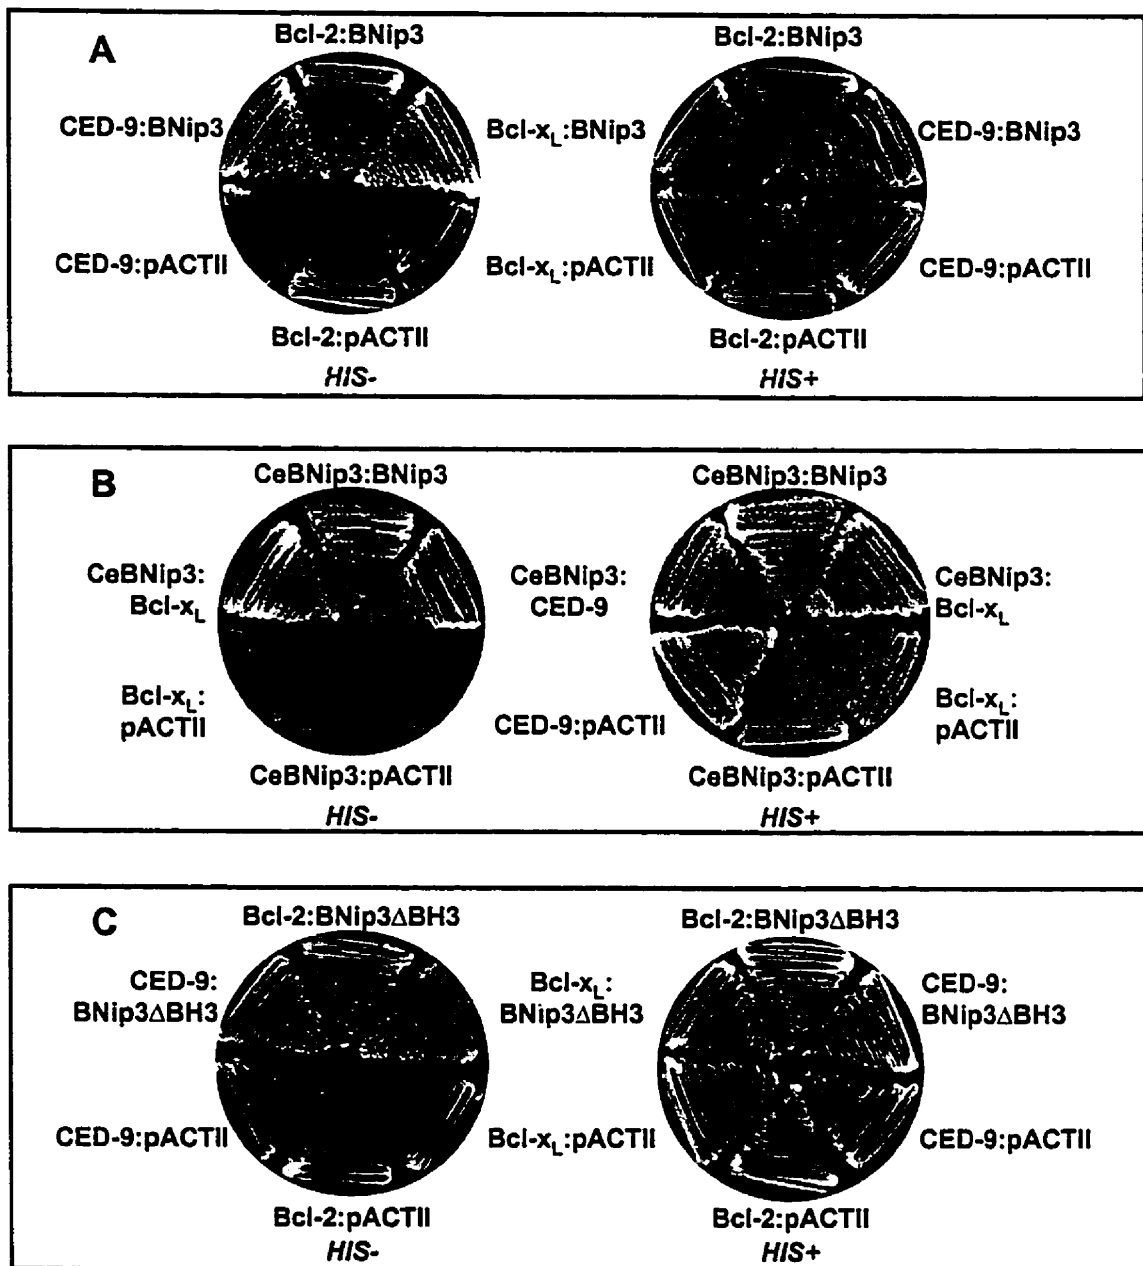 A
Bcl-2:BNip3
Bcl-2:BNip3
CED-9:BNip3
Bcl-xL:BNip3
CED-9:BNip3
CED-9:pACTII
Bcl-xL:pACTII
CED-9:pACTII
Bcl-2:pACTII
Bcl-2:pACTII
HIS-
HIS+
B
CeBNip3:BNip3
CeBNip3:BNip3
CeBNip3:
Bcl-xL
CeBNip3:
CED-9
CeBNip3:
Bcl-xL
Bcl-xL:
pACTII
CED-9:pACTII
Bcl-xL:
pACTII
CeBNip3:pACTII
CeBNip3:pACTII
HIS-
HIS+
C
Bcl-2:BNip3ΔBH3
Bcl-2:BNip3ΔBH3
CED-9:
BNip3ΔBH3
Bcl-xL:
BNip3ΔBH3
CED-9:
BNip3ΔBH3
CED-9:pACTII
Bcl-xL:pACTII
CED-9:pACTII
Bcl-2:pACTII
Bcl-2:pACTII
HIS-
HIS+